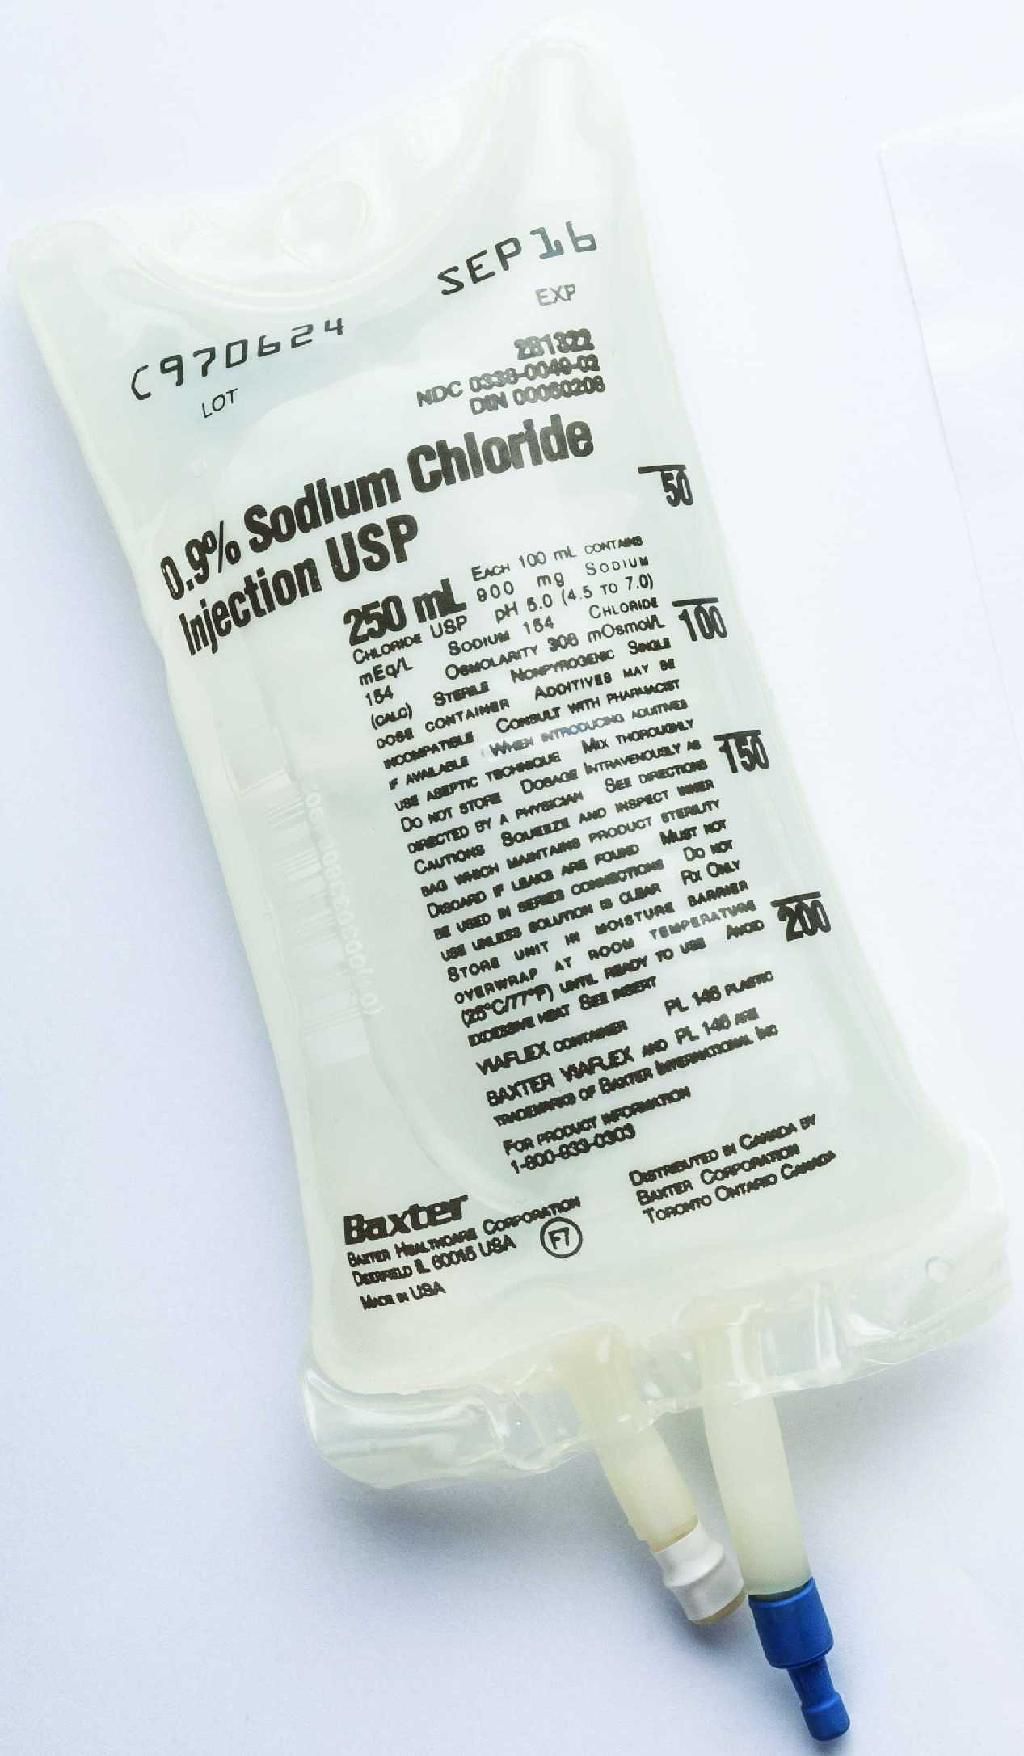 SEP 16
EXP
C970624
LOT
2B1322
NDC 0338-0049-02
DIN 00060208
0.9% Sodium Chloride
Injection USP
250 mL EACH 100 mL CONTAINS
900 mg SODIUM
CHLORIDE USP pH 5.0 (4.5 TO 7.0)
mEq/L SODIUM 154 CHLORIDE
154 OSMOLARITY 308 mOsmol/L
(CALC) STERILE NONPYROGENIC SINGLE
DOSE CONTAINER ADDITIVES MAY BE
INCOMPATIBLE CONSULT WITH PHARMACIST
IF AVAILABLE WHEN INTRODUCING ADDITIVES
USE ASEPTIC TECHNIQUE MIX THOROUGHLY
DO NOT STORE DOSAGE INTRAVENOUSLY AS
DIRECTED BY A PHYSICIAN SEE DIRECTIONS
CAUTIONS SQUEEZE AND INSPECT INNER
BAG WHICH MAINTAINS PRODUCT STERILITY
DISCARD IF LEAKS ARE FOUND MUST NOT
BE USED IN SERIES CONNECTIONS DO NOT
USE UNLESS SOLUTION IS CLEAR RX ONLY
STORE UNIT IN MOISTURE BARRIER
OVERWRAP AT ROOM TEMPERATURE
(25°C/77°F) UNTIL READY TO USE AVOID
EXCESSIVE HEAT SEE INSERT
VIAFLEX CONTAINER PL 146 PLASTIC
BAXTER VIAFLEX AND PL 146 ARE
TRADEMARKS OF BAXTER INTERNATIONAL INC
FOR PRODUCT INFORMATION
1-800-933-0303
50
100
150
200
Baxter
BAXTER HEALTHCARE CORPORATION
DEERFIELD IL 60015 USA
MADE IN USA
F7
DISTRIBUTED IN CANADA BY
BAXTER CORPORATION
TORONTO ONTARIO CANADA